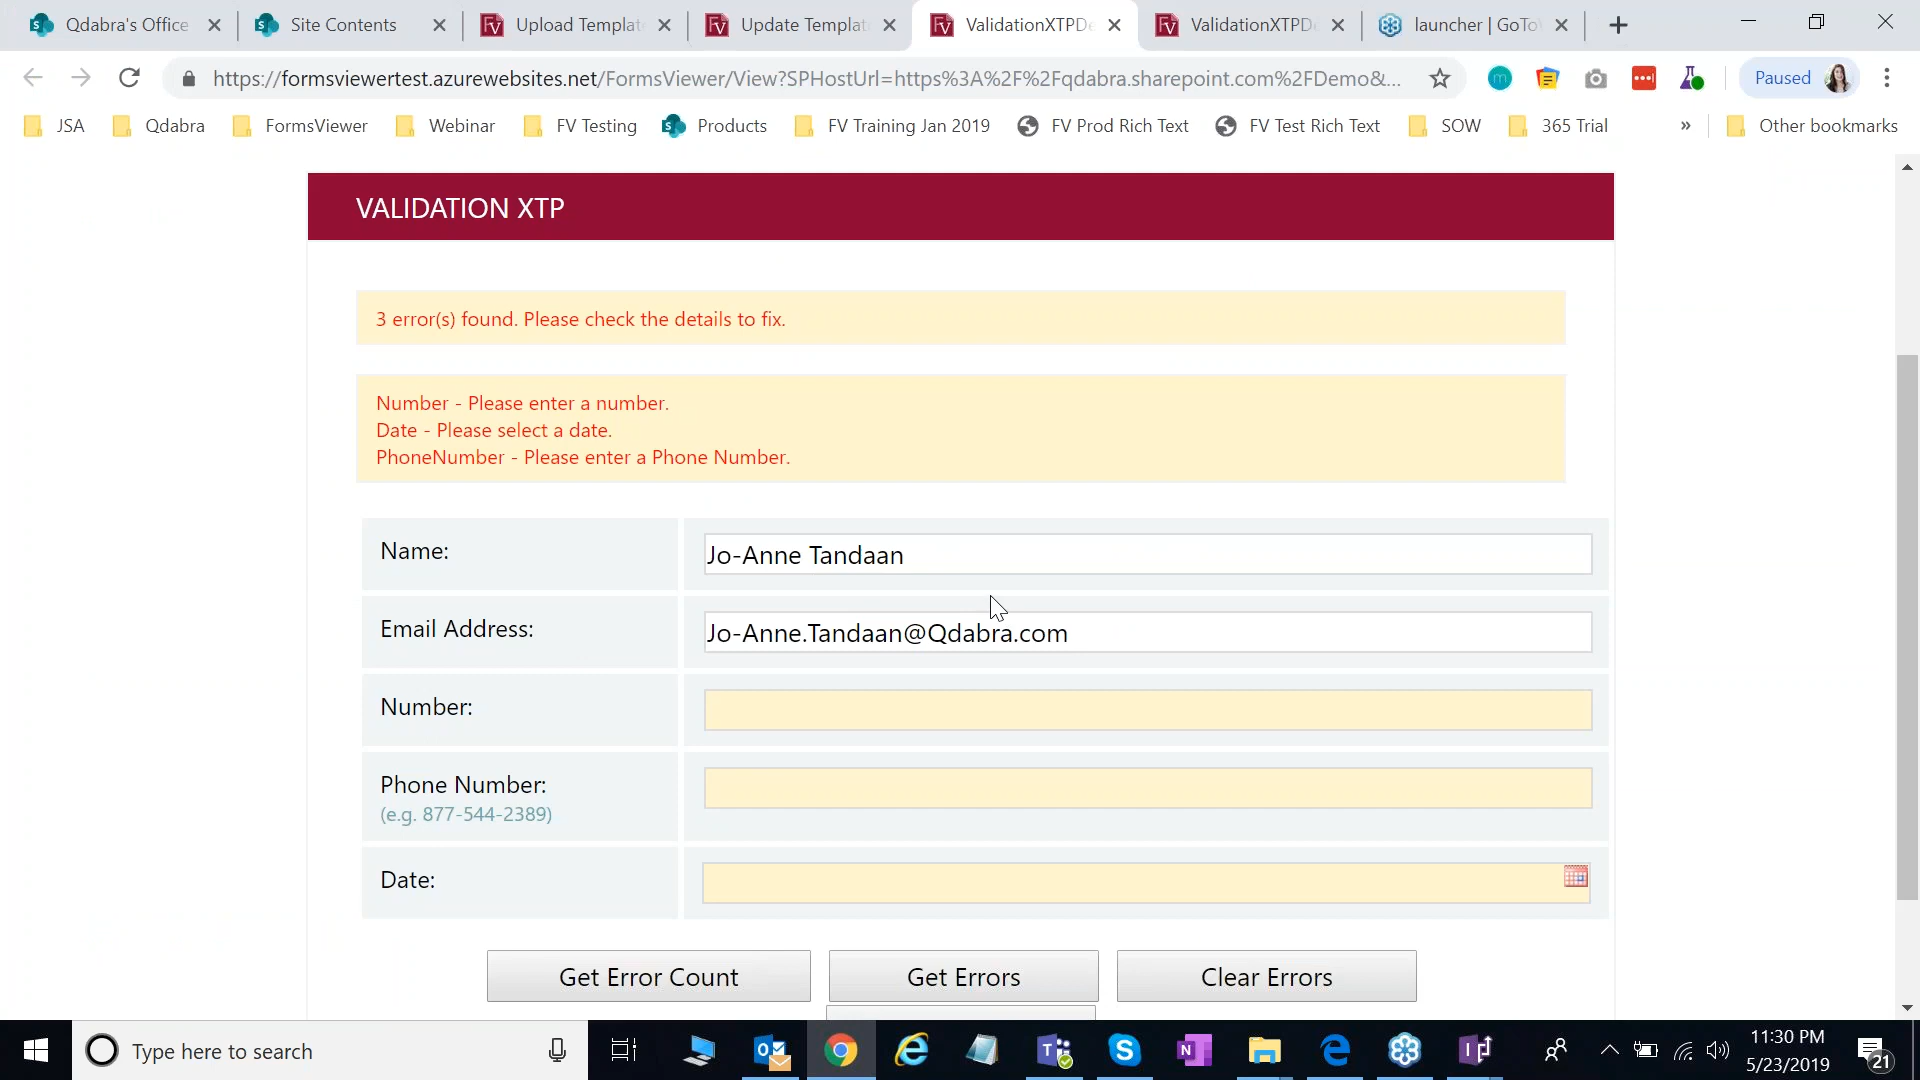 Qdabra's Office
Site Contents
Upload Templat
Update Templat
ValidationXTPDe
ValidationXTPDe
launcher | GoToW
https://formsviewertest.azurewebsites.net/FormsViewer/View?SPHostUrl=https%3A%2F%2Fqdabra.sharepoint.com%2FDemo&...
Paused
JSA
Qdabra
FormsViewer
Webinar
FV Testing
Products
FV Training Jan 2019
FV Prod Rich Text
FV Test Rich Text
SOW
365 Trial
»
Other bookmarks
VALIDATION XTP
3 error(s) found. Please check the details to fix.
Number - Please enter a number.
Date - Please select a date.
PhoneNumber - Please enter a Phone Number.
Name:
Jo-Anne Tandaan
Email Address:
Jo-Anne.Tandaan@Qdabra.com
Number:
Phone Number:
(e.g. 877-544-2389)
Date:
Get Error Count
Get Errors
Clear Errors
Type here to search
11:30 PM
5/23/2019
21